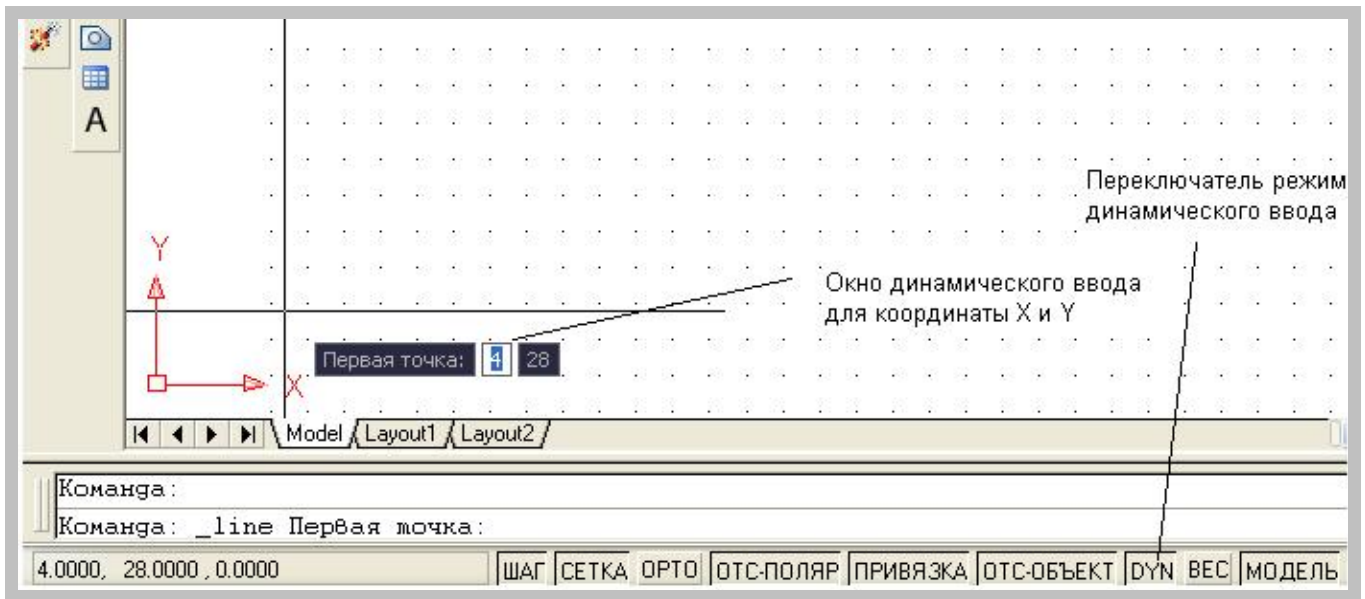 A
Переключатель режим
динамического ввода
Y
Окно динамического ввода
для координаты X и Y
Первая точка: 4 28
X
Model Layout1 Layout2
Команда:
Команда: _line Первая точка:
4.0000, 28.0000 , 0.0000 ШАГ СЕТКА ОРТО ОТС-ПОЛЯР ПРИВЯЗКА ОТС-ОБЪЕКТ DYN ВЕС МОДЕЛЬ